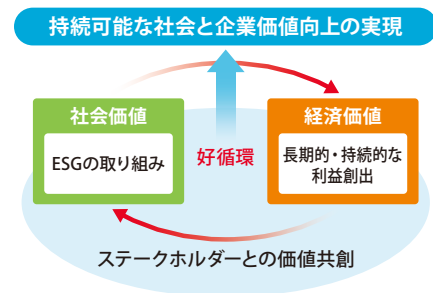 持続可能な社会と企業価値向上の実現
社会価値
ESGの取り組み
好循環
経済価値
長期的・持続的な
利益創出
ステークホルダーとの価値共創